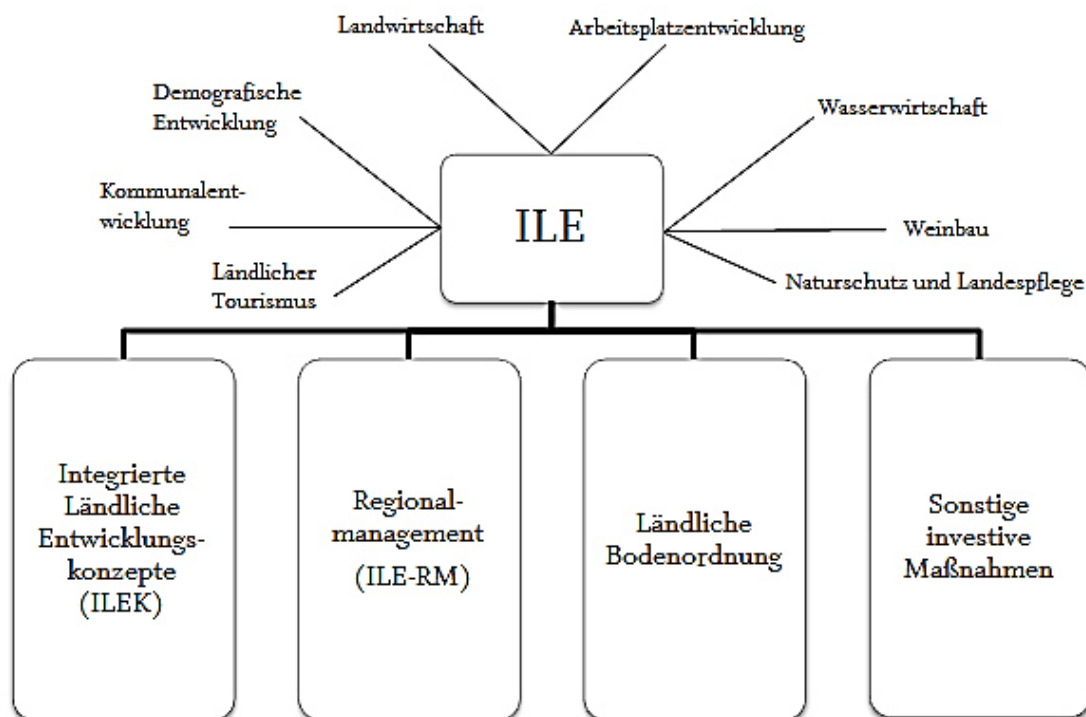 Landwirtschaft
Arbeitsplatzentwicklung
Demografische
Entwicklung
Wasserwirtschaft
Kommunalent-
wicklung
ILE
Weinbau
Ländlicher
Tourismus
Naturschutz und Landespflege
Integrierte
Ländliche
Entwicklungs-
konzepte
(ILEK)
Regional-
management
(ILE-RM)
Ländliche
Bodenordnung
Sonstige
investive
Maßnahmen